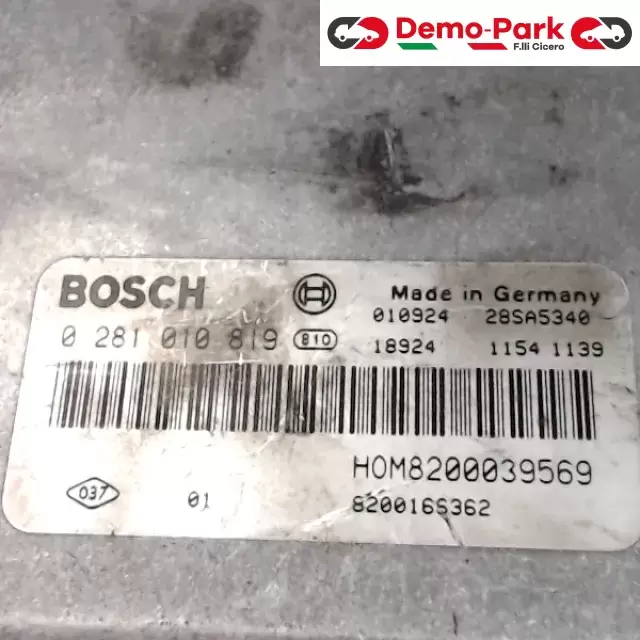 Demo-Park
F.lli Cicero
BOSCH
Made in Germany
010924 28SA5340
0 281 010 819 810
18924 1154 1139
HOM8200039569
037 01
8200165362